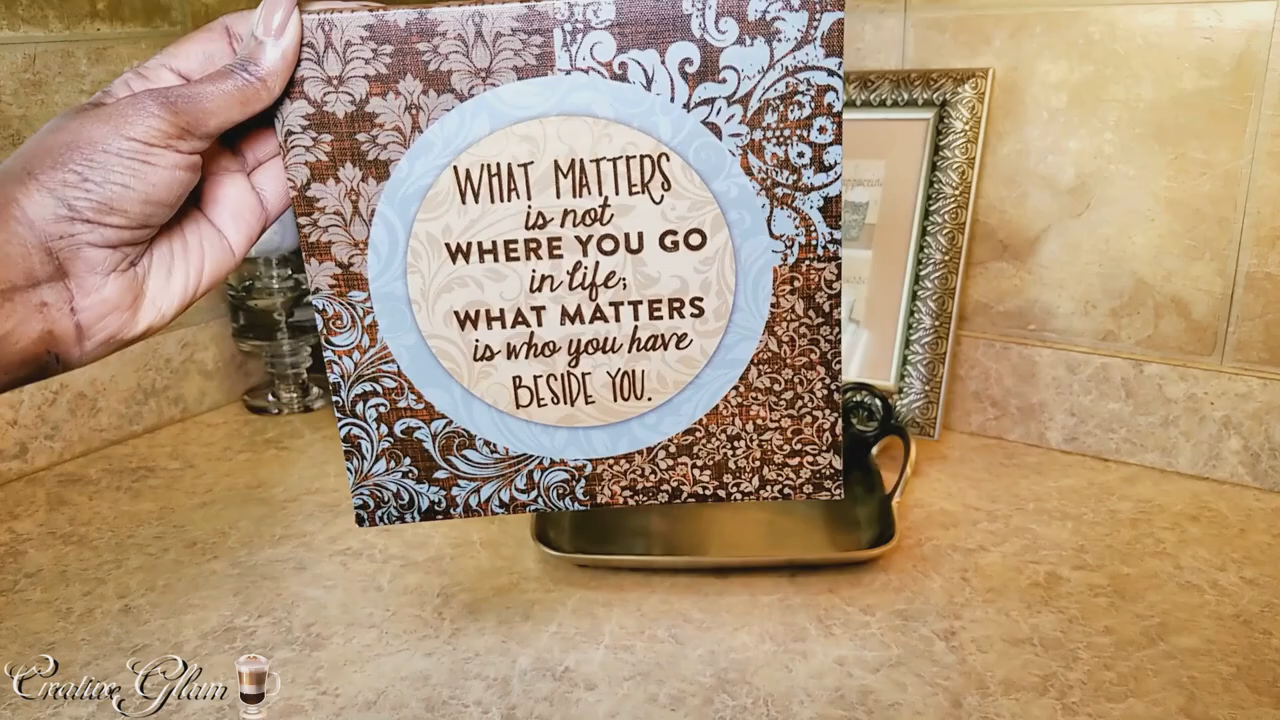 WHAT MATTERS
is not
WHERE YOU GO
in life;
WHAT MATTERS
is who you have
BESIDE YOU.
Creative Glam